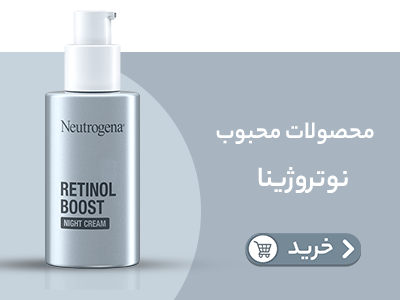 Neutrogena®
RETINOL
BOOST
NIGHT CREAM
محصولات محبوب
نوتروژینا
خرید